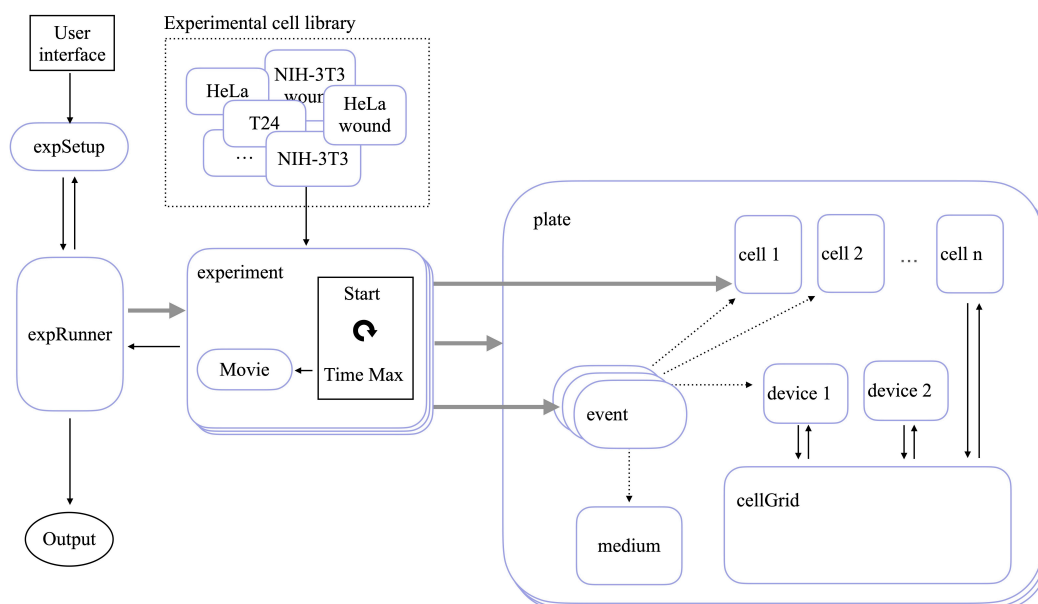 User
interface
Experimental cell library
HeLa
NIH-3T3
wound
HeLa
wound
T24
...
NIH-3T3
expSetup
plate
cell 1
cell 2
...
cell n
experiment
Start
expRunner
Movie
Time Max
device 1
device 2
event
cellGrid
Output
medium